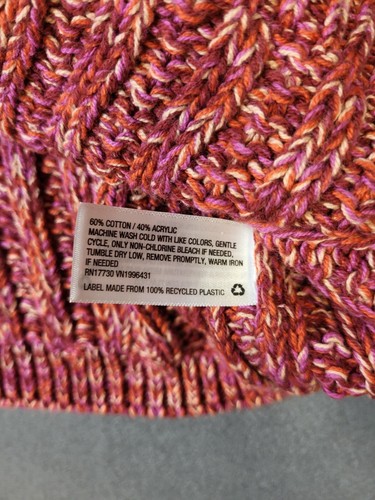 60% COTTON / 40% ACRYLIC
MACHINE WASH COLD WITH LIKE COLORS, GENTLE
CYCLE, ONLY NON-CHLORINE BLEACH IF NEEDED,
TUMBLE DRY LOW, REMOVE PROMPTLY, WARM IRON
IF NEEDED
RN17730 VN1996431
LABEL MADE FROM 100% RECYCLED PLASTIC